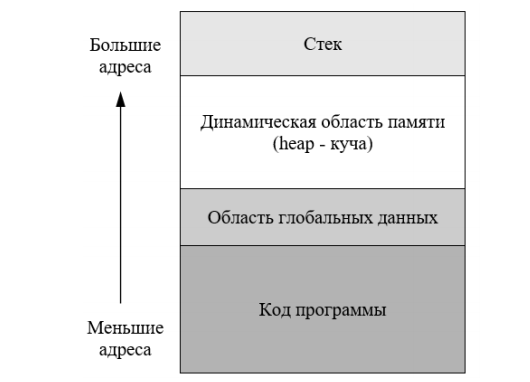 Большие
адреса
Стек
Динамическая область памяти
(heap - куча)
Область глобальных данных
Код программы
Меньшие
адреса